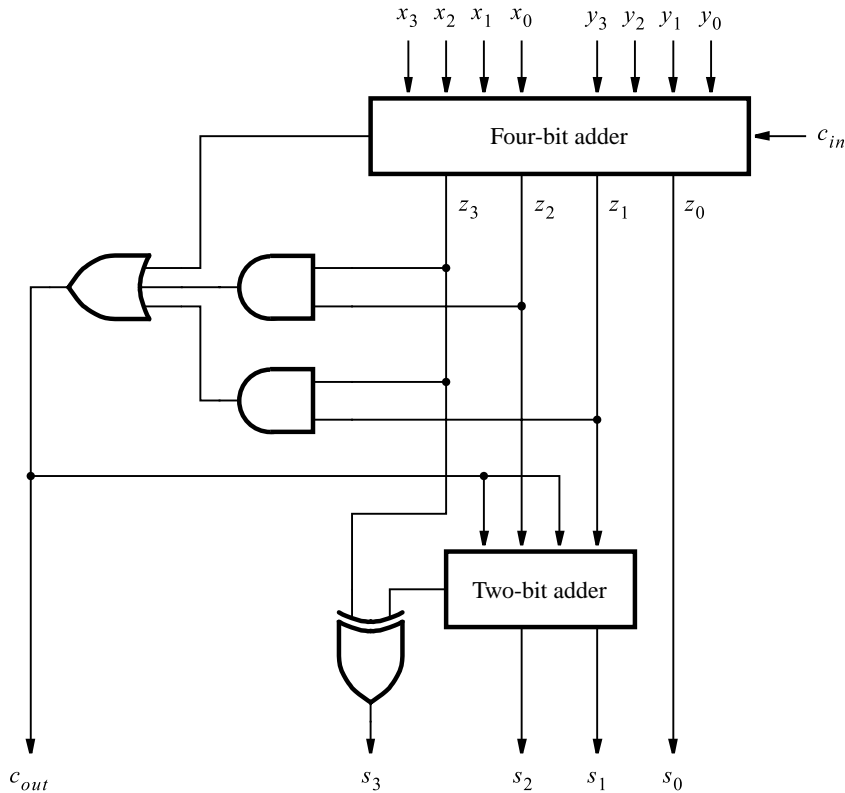 x3 x2 x1 x0 y3 y2 y1 y0
Four-bit adder
cin
z3 z2 z1 z0
Two-bit adder
cout s3 s2 s1 s0